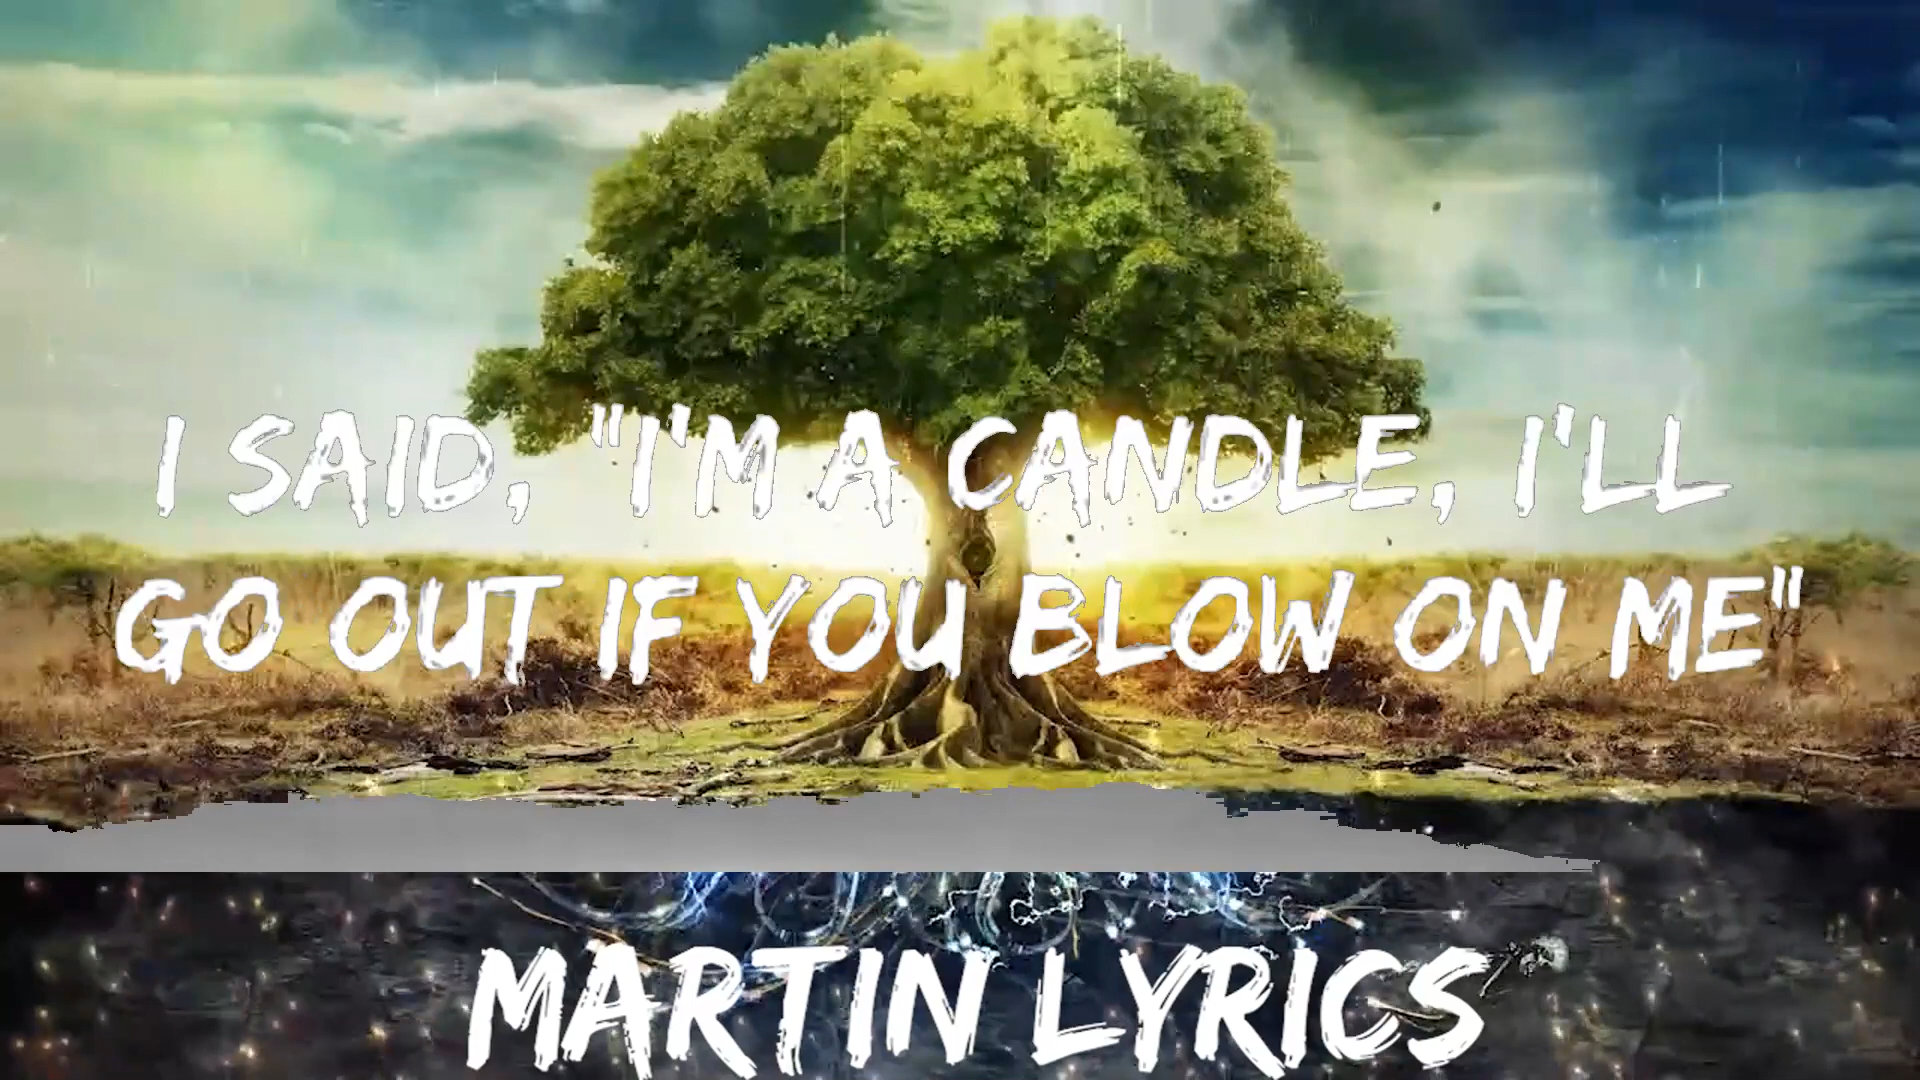 I SAID, "I'M A CANDLE, I'LL
GO OUT IF YOU BLOW ON ME"
MARTIN LYRICS